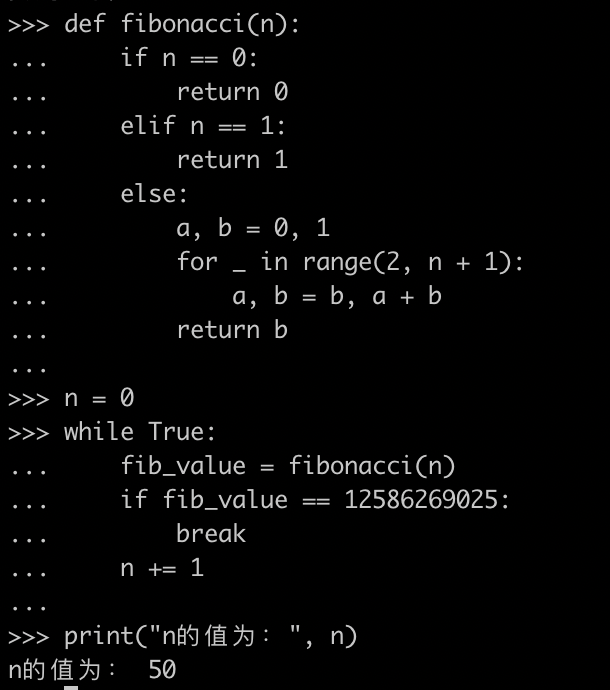 >>> def fibonacci(n):
...     if n == 0:
...         return 0
...     elif n == 1:
...         return 1
...     else:
...         a, b = 0, 1
...         for _ in range(2, n + 1):
...             a, b = b, a + b
...         return b
...
>>> n = 0
>>> while True:
...     fib_value = fibonacci(n)
...     if fib_value == 12586269025:
...         break
...     n += 1
...
>>> print("n的值为：", n)
n的值为： 50